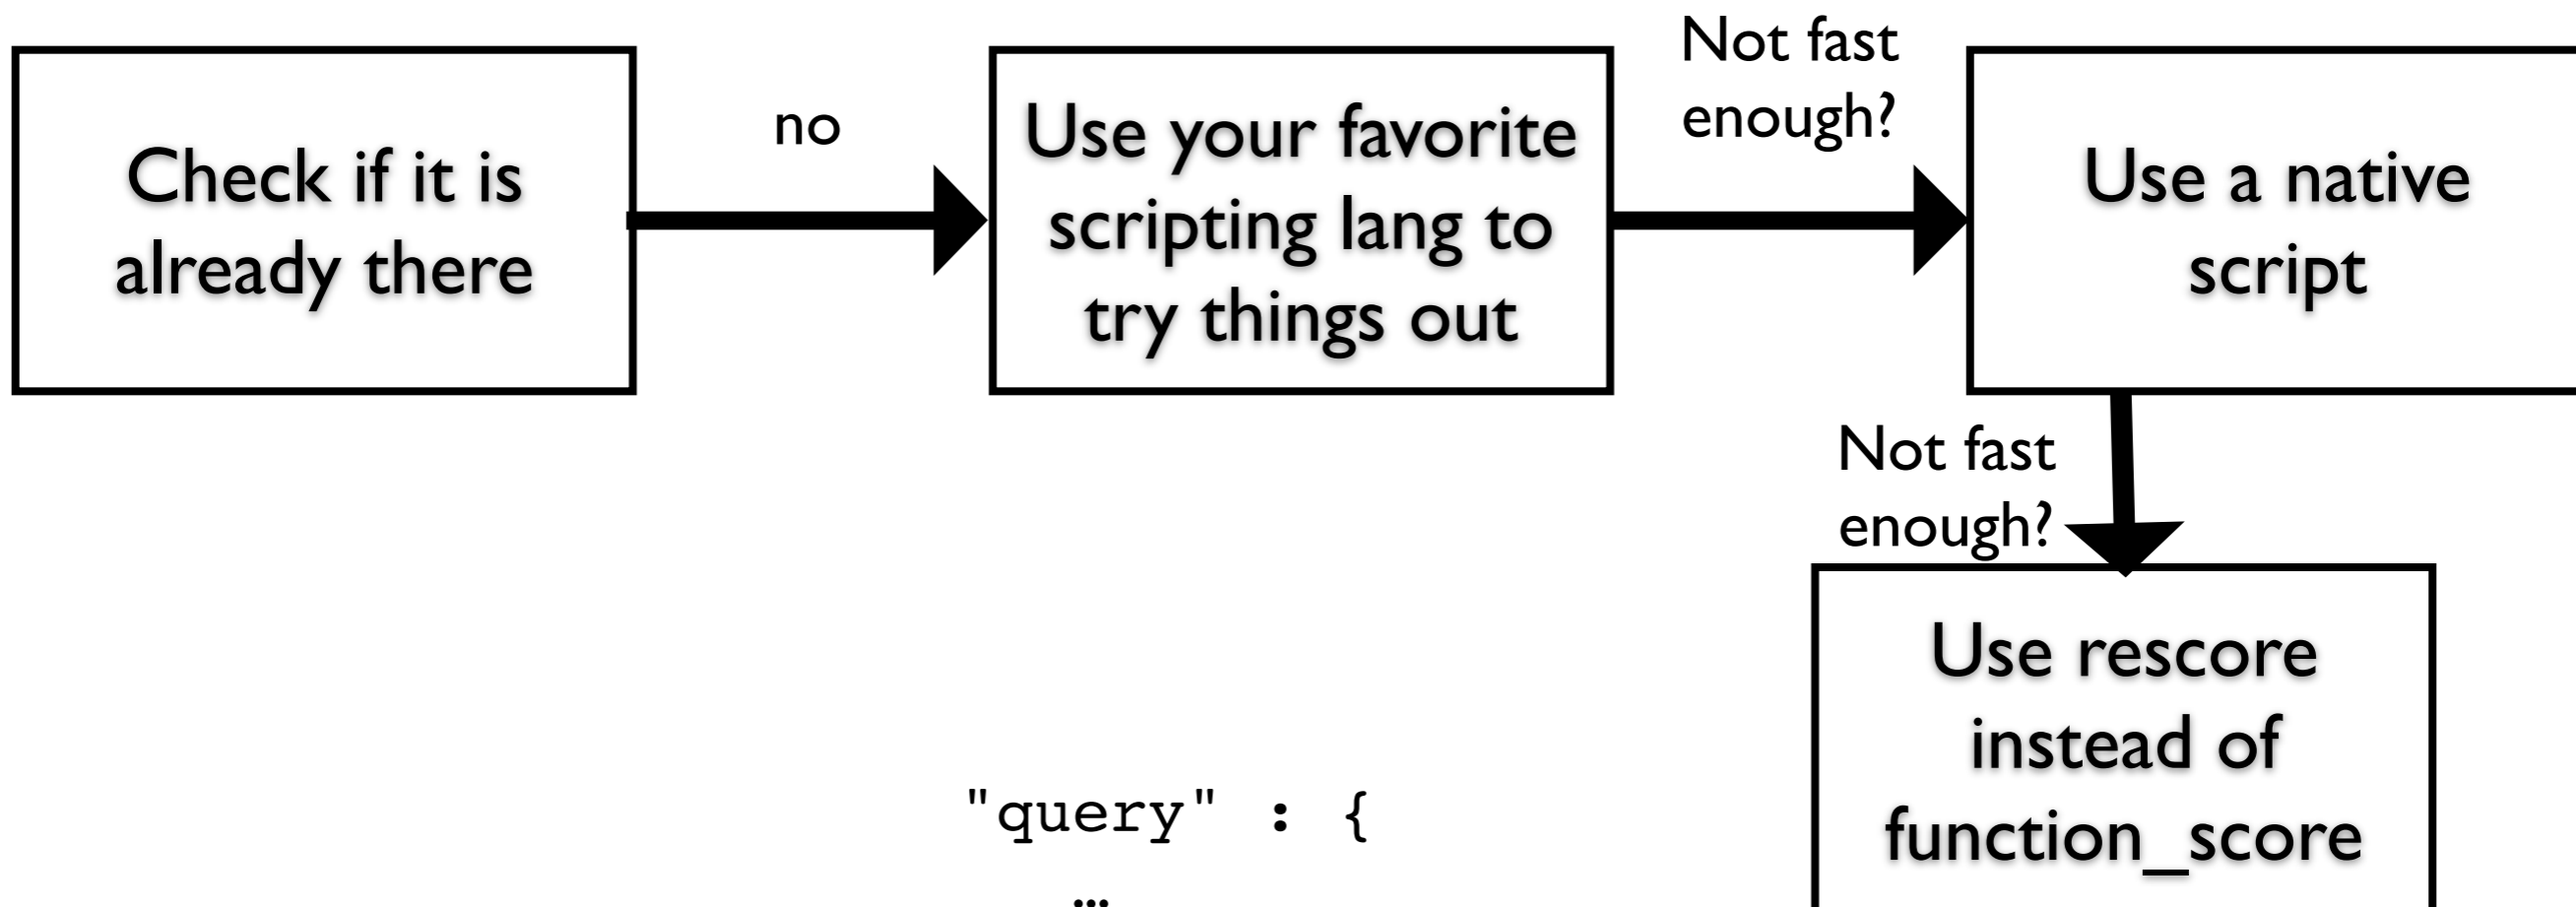 Check if it is
already there
no
Use your favorite
scripting lang to
try things out
Not fast
enough?
Use a native
script
Not fast
enough?
Use rescore
instead of
function_score
"query" : {
…